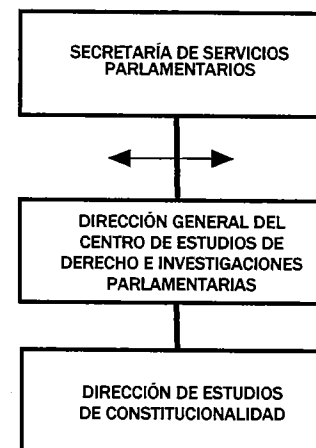 SECRETARÍA DE SERVICIOS
PARLAMENTARIOS
DIRECCIÓN GENERAL DEL
CENTRO DE ESTUDIOS DE
DERECHO E INVESTIGACIONES
PARLAMENTARIAS
DIRECCIÓN DE ESTUDIOS
DE CONSTITUCIONALIDAD